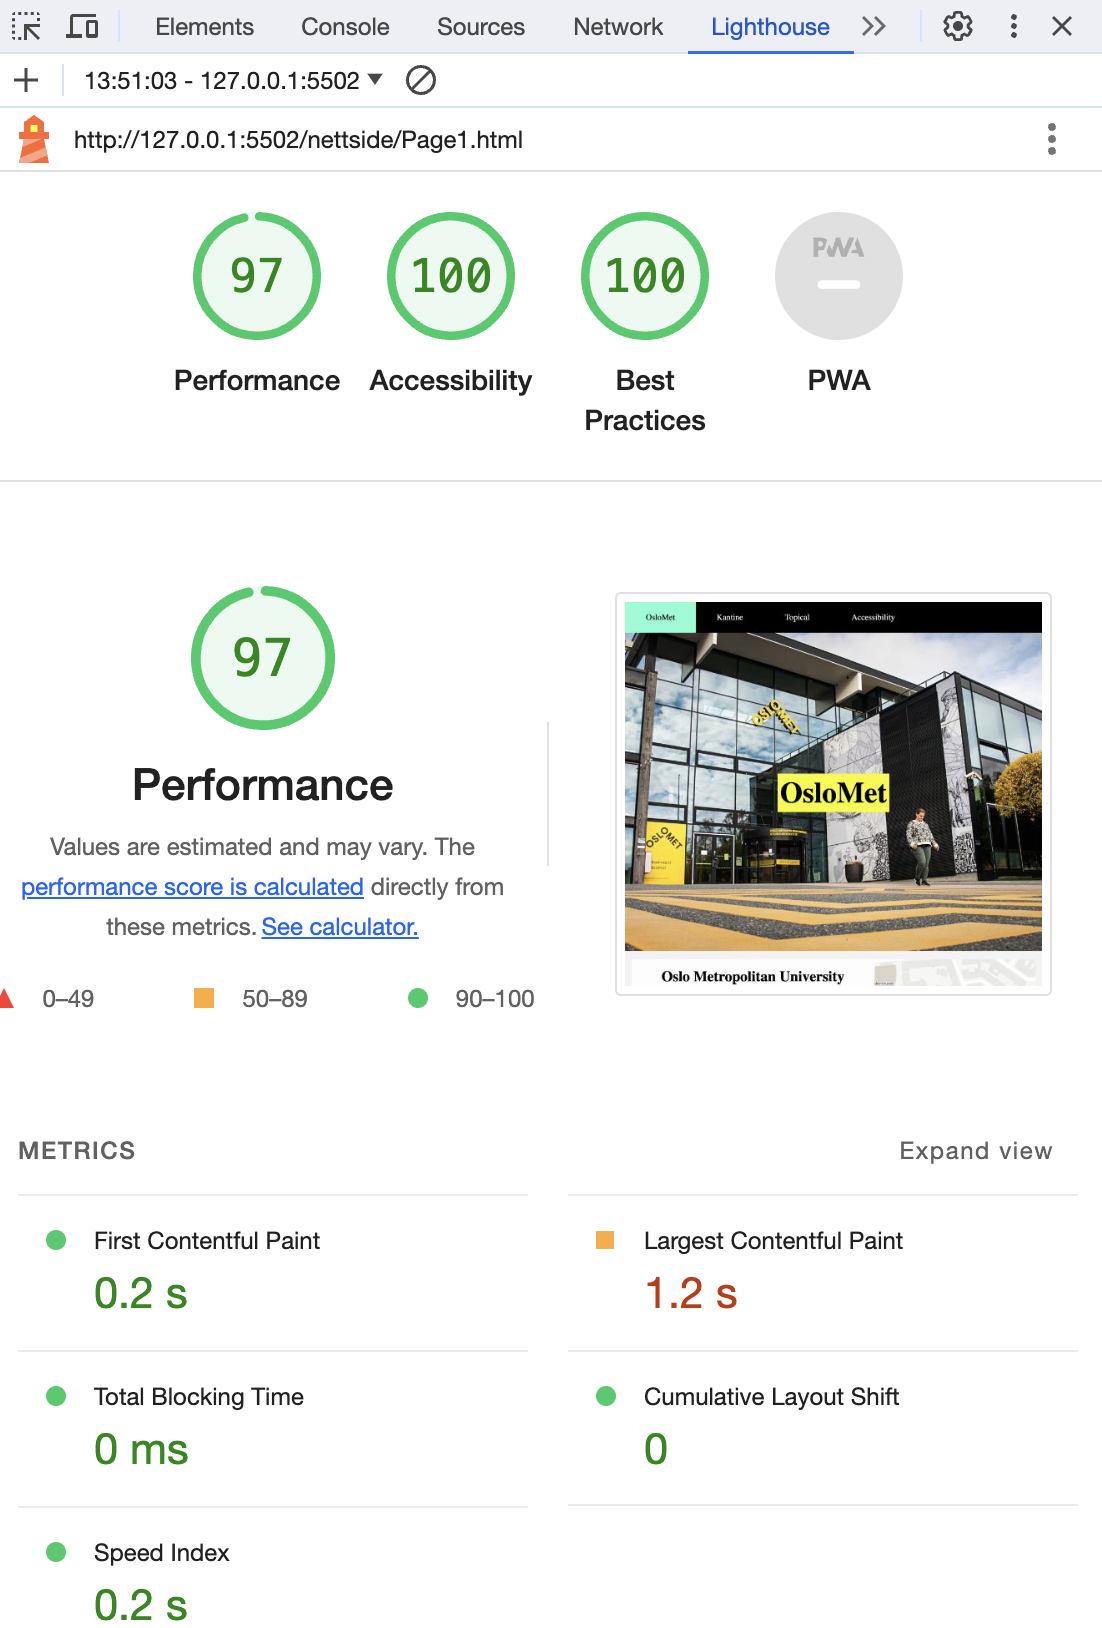 Elements Console Sources Network Lighthouse
13:51:03 - 127.0.0.1:5502
http://127.0.0.1:5502/nettside/Page1.html
97 100 100 PWA
Performance Accessibility Best Practices PWA
97
Performance
Values are estimated and may vary. The
performance score is calculated directly from
these metrics. See calculator.
0–49 50–89 90–100
OsloMet Kantine Topical Accessibility
OSLOMET
OsloMet
OSLOMET
Oslo Metropolitan University
METRICS Expand view
First Contentful Paint
0.2 s
Largest Contentful Paint
1.2 s
Total Blocking Time
0 ms
Cumulative Layout Shift
0
Speed Index
0.2 s